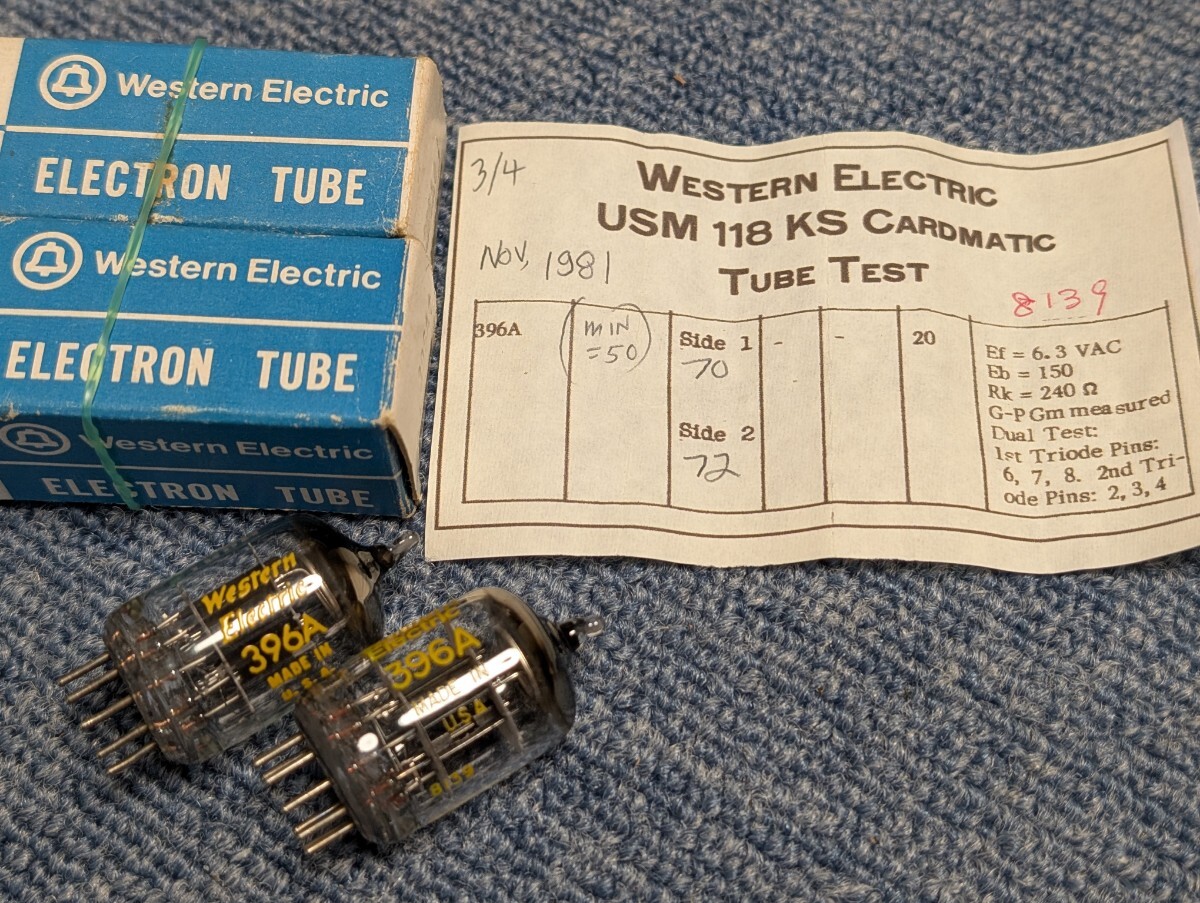 Western Electric
ELECTRON TUBE
Western Electric
ELECTRON TUBE
Western Electric
ELECTRON TUBE
3/4
WESTERN ELECTRIC
USM 118 KS CARDMATIC
TUBE TEST
Nov, 1981
8139
396A
MIN
=50
Side 1
70
Side 2
72
-
-
20
Ef = 6.3 VAC
Eb = 150
Rk = 240 Ω
G-P Gm measured
Dual Test:
1st Triode Pins:
6, 7, 8. 2nd Tri-
ode Pins: 2, 3, 4
Western
Electric
396A
MADE IN
U.S.A.
Electric
396A
MADE IN
U.S.A